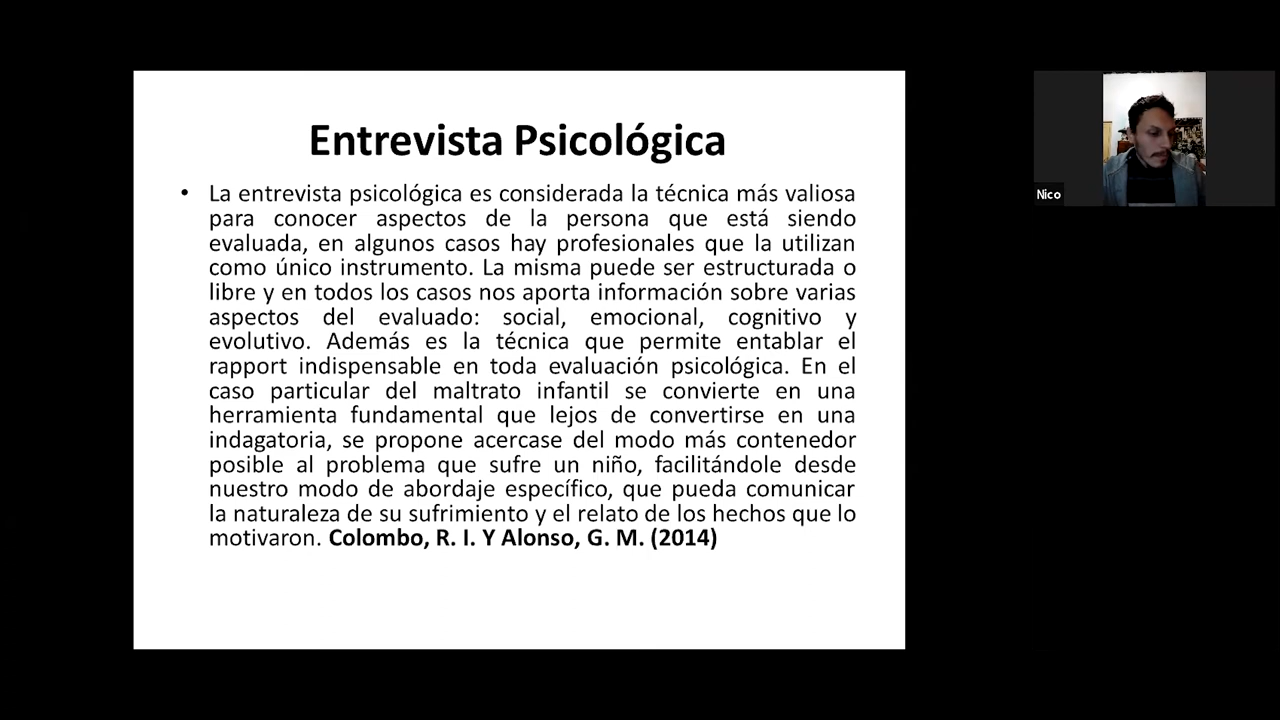 Entrevista Psicológica
• La entrevista psicológica es considerada la técnica más valiosa
para conocer aspectos de la persona que está siendo
evaluada, en algunos casos hay profesionales que la utilizan
como único instrumento. La misma puede ser estructurada o
libre y en todos los casos nos aporta información sobre varias
aspectos del evaluado: social, emocional, cognitivo y
evolutivo. Además es la técnica que permite entablar el
rapport indispensable en toda evaluación psicológica. En el
caso particular del maltrato infantil se convierte en una
herramienta fundamental que lejos de convertirse en una
indagatoria, se propone acercase del modo más contenedor
posible al problema que sufre un niño, facilitándole desde
nuestro modo de abordaje específico, que pueda comunicar
la naturaleza de su sufrimiento y el relato de los hechos que lo
motivaron. Colombo, R. I. Y Alonso, G. M. (2014)
Nico